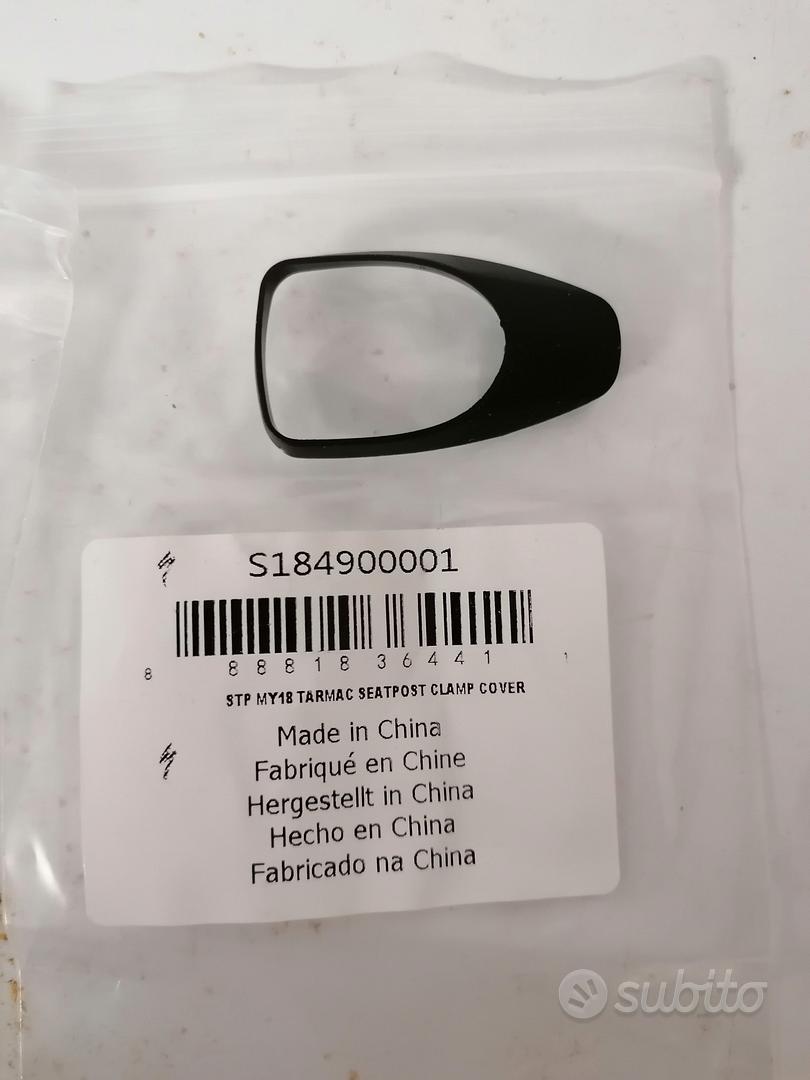 S184900001
8 88818 36441 1
STP MY18 TARMAC SEATPOST CLAMP COVER
Made in China
Fabriqué en Chine
Hergestellt in China
Hecho en China
Fabricado na China
subito